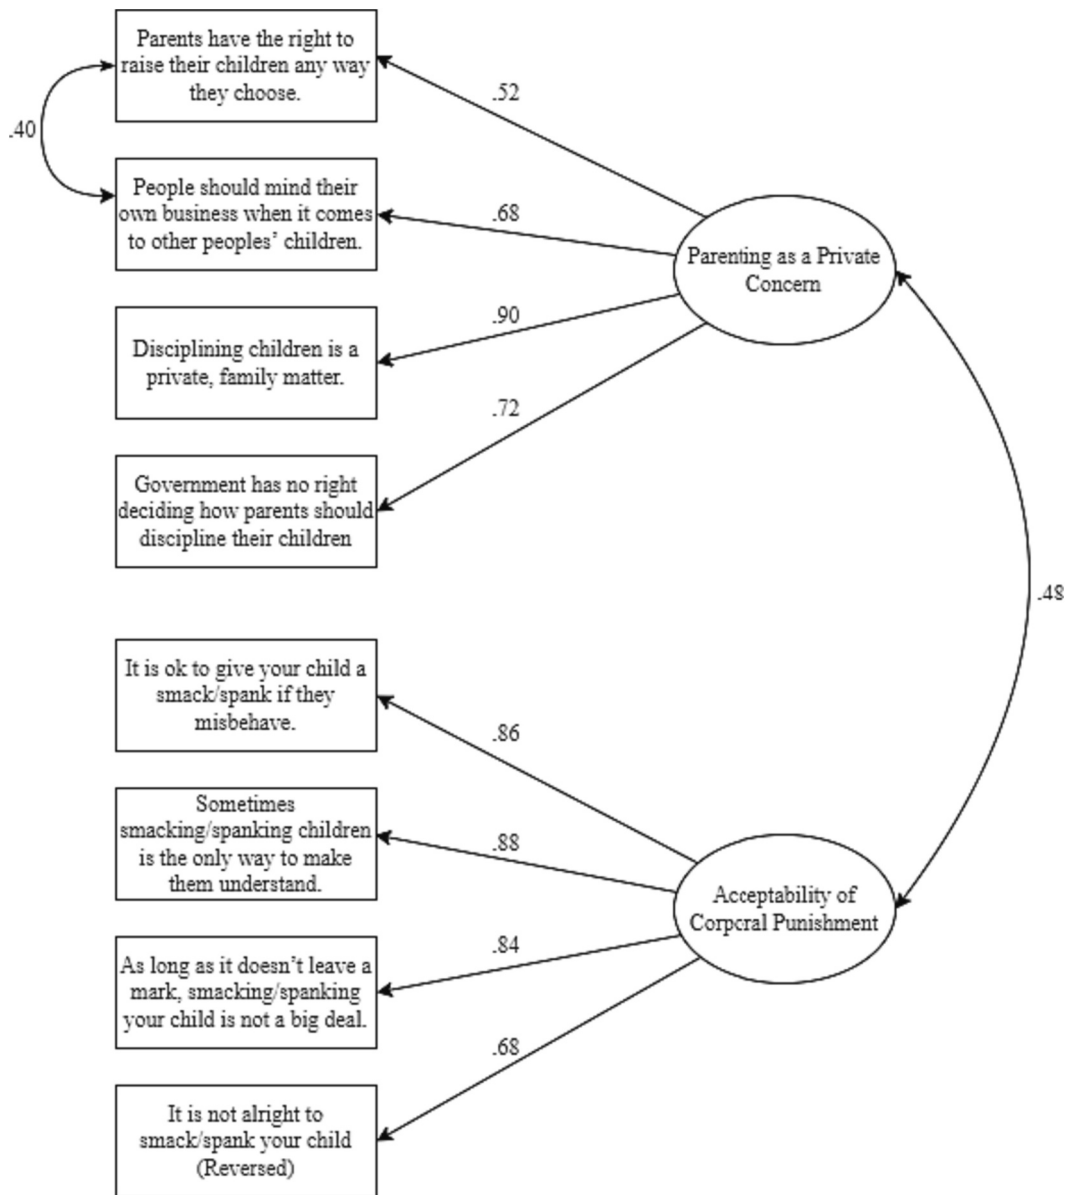 Parents have the right to
raise their children any way
they choose.
.52
.40
People should mind their
own business when it comes
to other peoples’ children.
.68
Parenting as a Private
Concern
.90
Disciplining children is a
private, family matter.
.72
Government has no right
deciding how parents should
discipline their children
.48
It is ok to give your child a
smack/spank if they
misbehave.
.86
Sometimes
smacking/spanking children
is the only way to make
them understand.
.88
Acceptability of
Corpcral Punishment
.84
As long as it doesn’t leave a
mark, smacking/spanking
your child is not a big deal.
.68
It is not alright to
smack/spank your child
(Reversed)